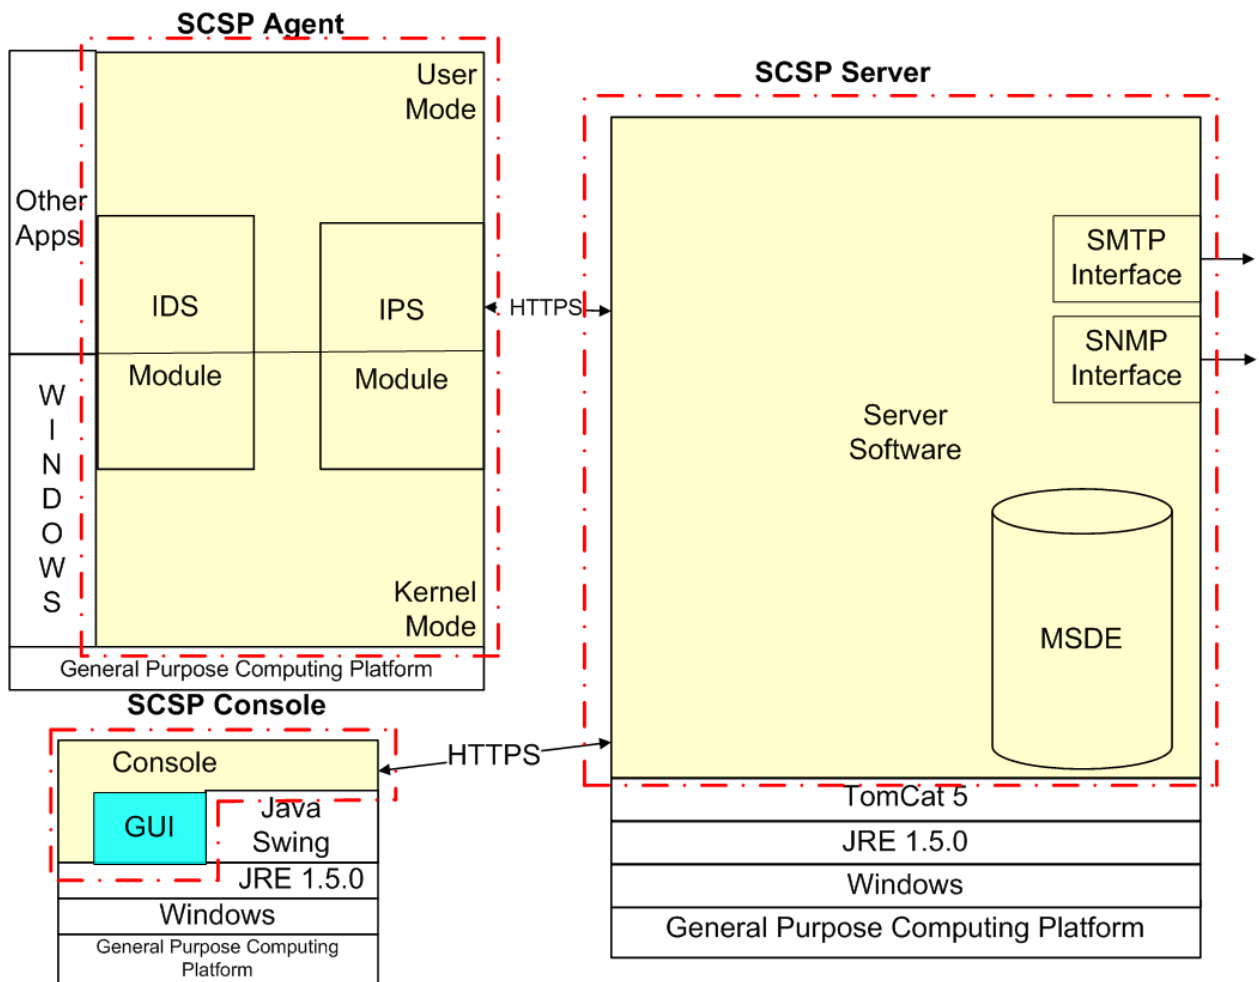 SCSP Agent
User
Mode
Other
Apps
IDS
Module
IPS
Module
W
I
N
D
O
W
S
Kernel
Mode
General Purpose Computing Platform
HTTPS
SCSP Server
SMTP
Interface
SNMP
Interface
Server
Software
MSDE
TomCat 5
JRE 1.5.0
Windows
General Purpose Computing Platform
SCSP Console
Console
HTTPS
GUI
Java
Swing
JRE 1.5.0
Windows
General Purpose Computing
Platform